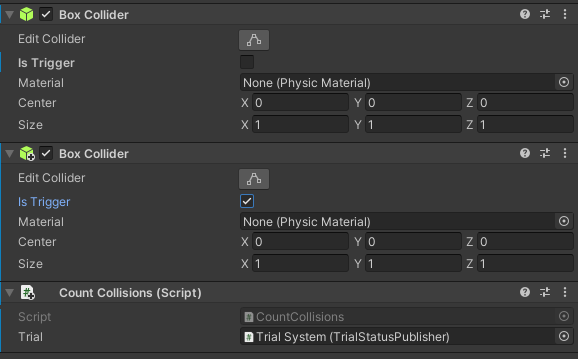 Box Collider
Edit Collider
Is Trigger
Material None (Physic Material)
Center X 0 Y 0 Z 0
Size X 1 Y 1 Z 1
Box Collider
Edit Collider
Is Trigger
Material None (Physic Material)
Center X 0 Y 0 Z 0
Size X 1 Y 1 Z 1
# Count Collisions (Script)
Script # CountCollisions
Trial # Trial System (TrialStatusPublisher)